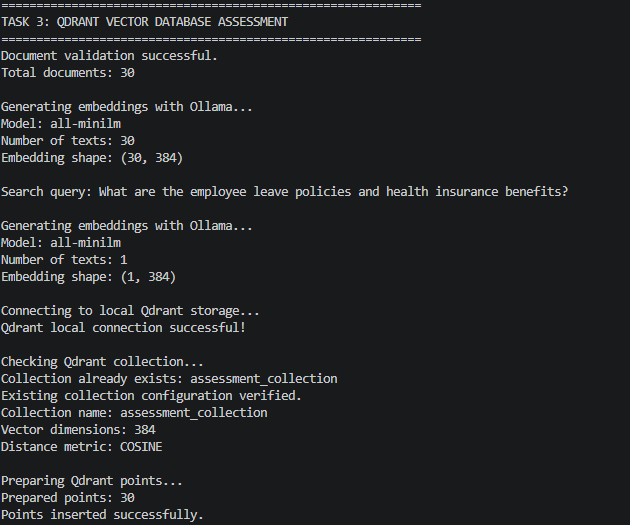 ============================================================
TASK 3: QDRANT VECTOR DATABASE ASSESSMENT
============================================================
Document validation successful.
Total documents: 30
Generating embeddings with Ollama...
Model: all-minilm
Number of texts: 30
Embedding shape: (30, 384)
Search query: What are the employee leave policies and health insurance benefits?
Generating embeddings with Ollama...
Model: all-minilm
Number of texts: 1
Embedding shape: (1, 384)
Connecting to local Qdrant storage...
Qdrant local connection successful!
Checking Qdrant collection...
Collection already exists: assessment_collection
Existing collection configuration verified.
Collection name: assessment_collection
Vector dimensions: 384
Distance metric: COSINE
Preparing Qdrant points...
Prepared points: 30
Points inserted successfully.